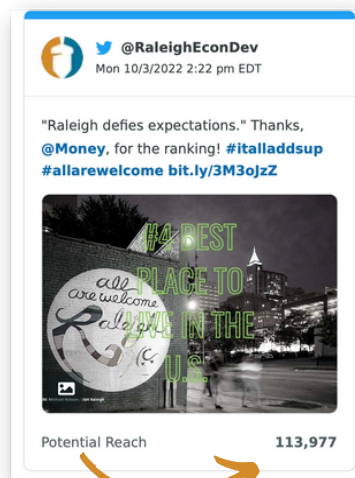 @RaleighEconDev
Mon 10/3/2022 2:22 pm EDT
"Raleigh defies expectations." Thanks,
@Money, for the ranking! #italladdsup
#allarewelcome bit.ly/3M3oJzZ
#4 BEST
PLACE TO
LIVE IN THE
U.S.
all
are welcome
Raleigh
NC
Potential Reach 113,977